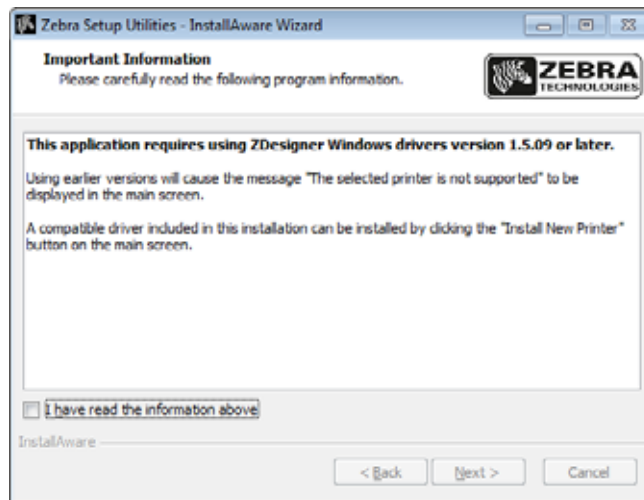 Zebra Setup Utilities - InstallAware Wizard
Important Information
Please carefully read the following program information.
ZEBRA
TECHNOLOGIES
This application requires using ZDesigner Windows drivers version 1.5.09 or later.
Using earlier versions will cause the message "The selected printer is not supported" to be
displayed in the main screen.
A compatible driver included in this installation can be installed by clicking the "Install New Printer"
button on the main screen.
I have read the information above
InstallAware
< Back
Next >
Cancel